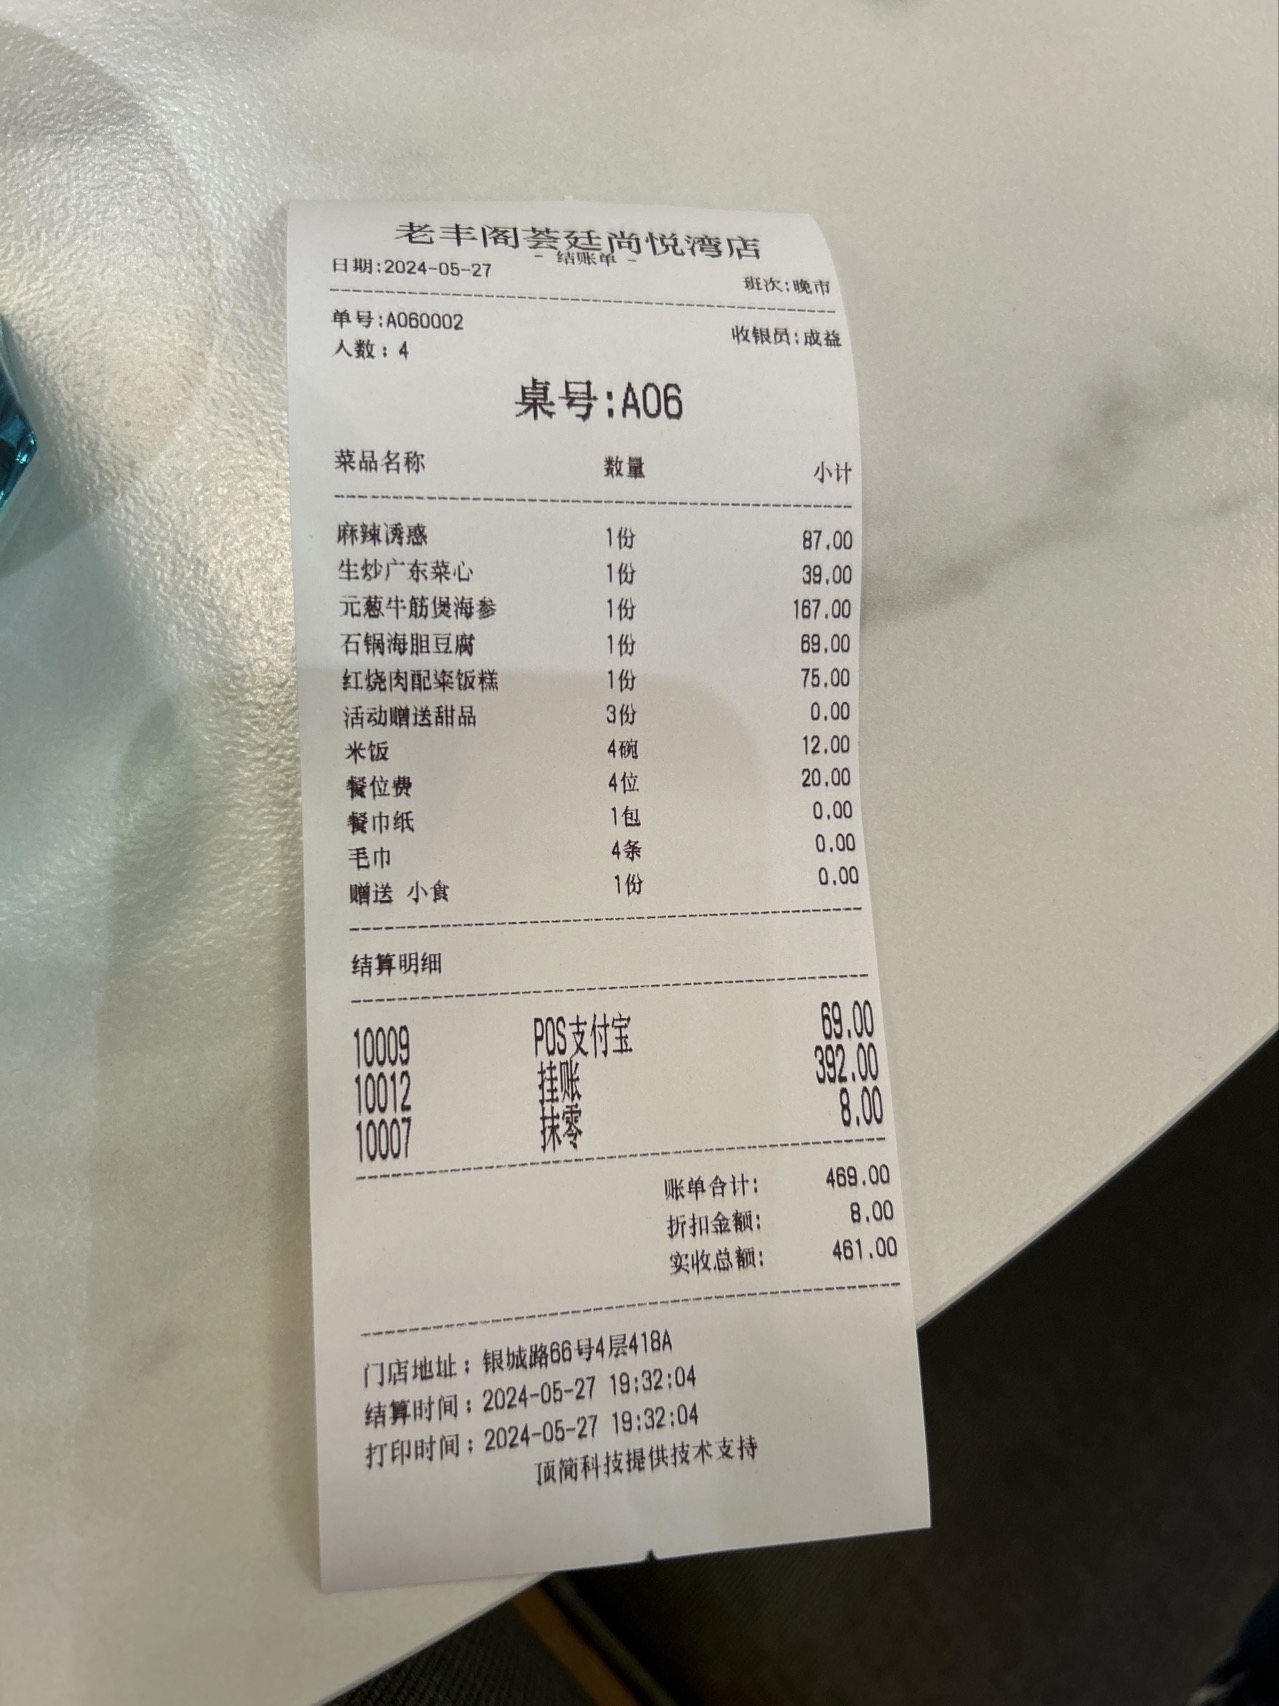 老丰阁荟廷尚悦湾店
- 结账单 -
日期:2024-05-27 班次:晚市
单号:A060002 收银员:成益
人数: 4
桌号:A06
菜品名称 数量 小计
麻辣诱惑 1份 87.00
生炒广东菜心 1份 39.00
元葱牛筋煲海参 1份 167.00
石锅海胆豆腐 1份 69.00
红烧肉配粢饭糕 1份 75.00
活动赠送甜品 3份 0.00
米饭 4碗 12.00
餐位费 4位 20.00
餐巾纸 1包 0.00
毛巾 4条 0.00
赠送 小食 1份 0.00
结算明细
10009 POS支付宝 69.00
10012 挂账 392.00
10007 抹零 8.00
账单合计: 469.00
折扣金额: 8.00
实收总额: 461.00
门店地址: 银城路66号4层418A
结算时间: 2024-05-27 19:32:04
打印时间: 2024-05-27 19:32:04
顶简科技提供技术支持